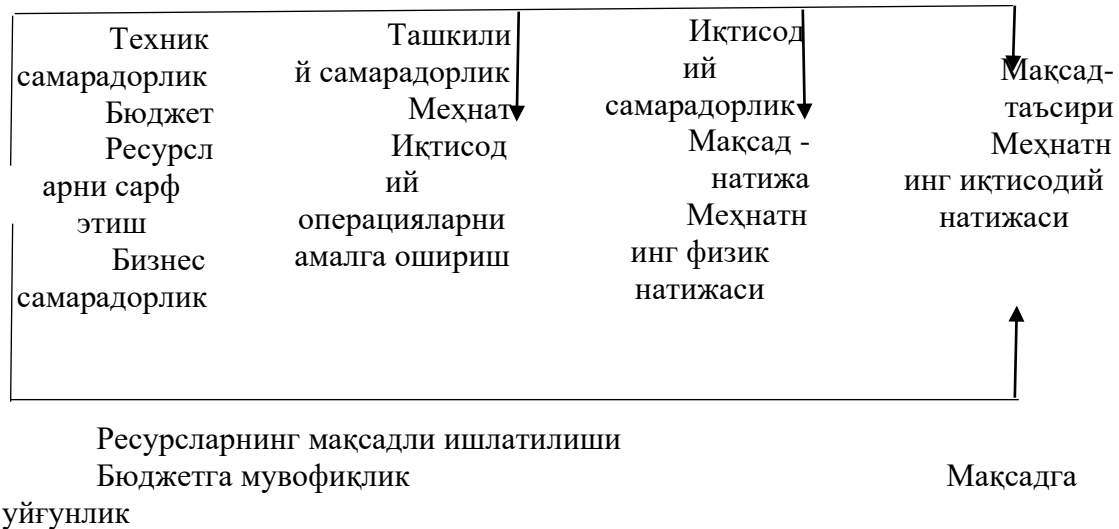 Техник
самарадорлик
Бюджет
Ресурсл
арни сарф
этиш
Бизнес
самарадорлик
Ташкили
й самарадорлик
Меҳнат
Иқтисод
ий
операцияларни
амалга ошириш
Иқтисод
ий
самарадорлик
Мақсад -
натижа
Меҳнатн
инг физик
натижаси
Мақсад-
таъсири
Меҳнатн
инг иқтисодий
натижаси
Ресурсларнинг мақсадли ишлатилиши
Бюджетга мувофиқлик Мақсадга
уйғунлик